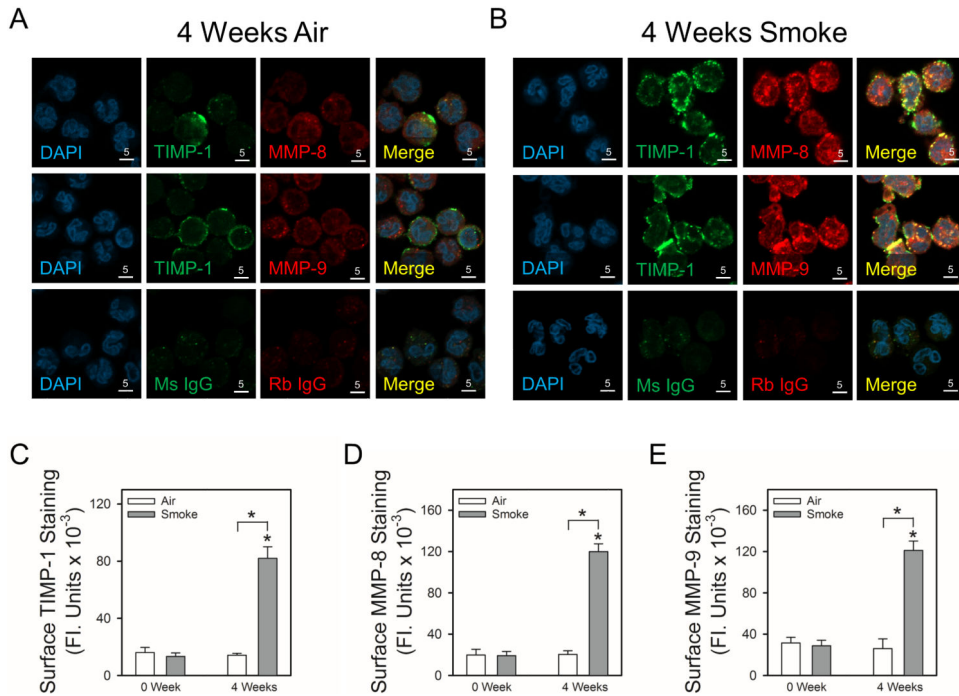 A
4 Weeks Air
B
4 Weeks Smoke
DAPI 5 TIMP-1 5 MMP-8 5 Merge 5
DAPI 5 TIMP-1 5 MMP-8 5 Merge 5
DAPI 5 TIMP-1 5 MMP-9 5 Merge 5
DAPI 5 TIMP-1 5 MMP-9 5 Merge 5
DAPI 5 Ms IgG 5 Rb IgG 5 Merge 5
DAPI 5 Ms IgG 5 Rb IgG 5 Merge 5
C
Surface TIMP-1 Staining
(Fl. Units x 10⁻³)
120
80
40
0
Air
Smoke
*
*
0 Week 4 Weeks
D
Surface MMP-8 Staining
(Fl. Units x 10⁻³)
160
120
80
40
0
Air
Smoke
*
*
0 Week 4 Weeks
E
Surface MMP-9 Staining
(Fl. Units x 10⁻³)
160
120
80
40
0
Air
Smoke
*
*
0 Week 4 Weeks